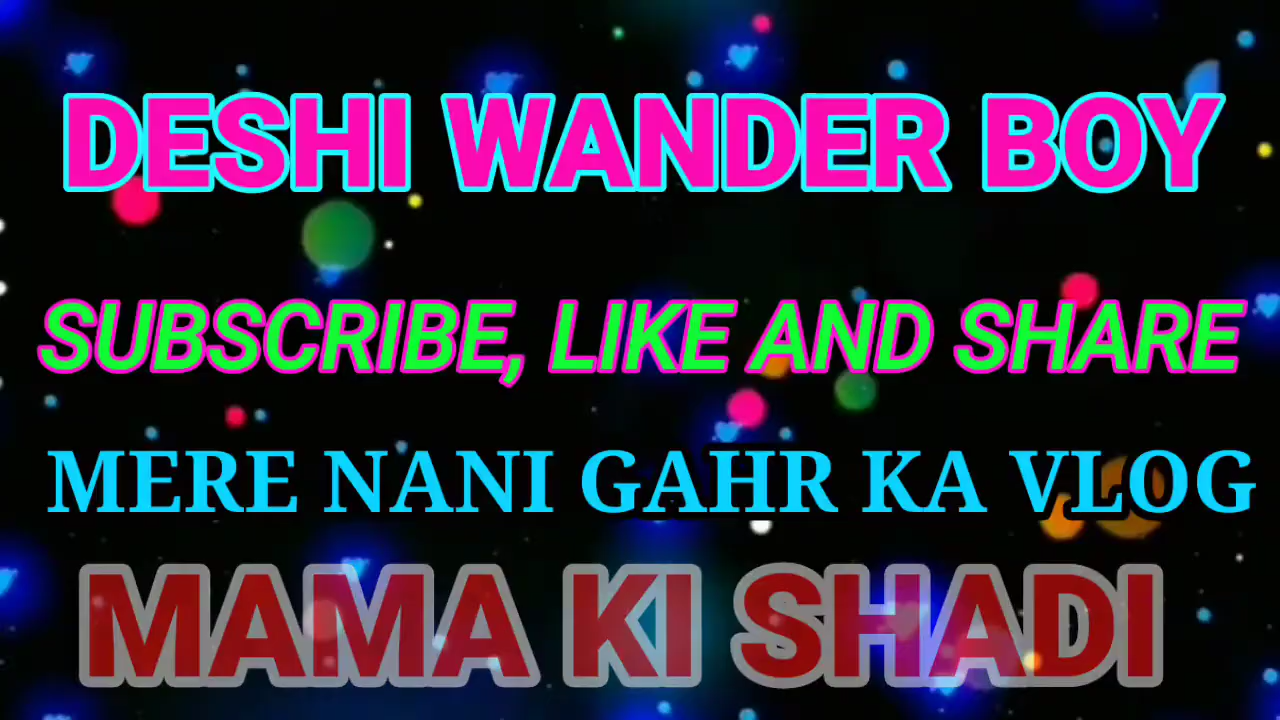 DESHI WANDER BOY
SUBSCRIBE, LIKE AND SHARE
MERE NANI GAHR KA VLOG
MAMA KI SHADI